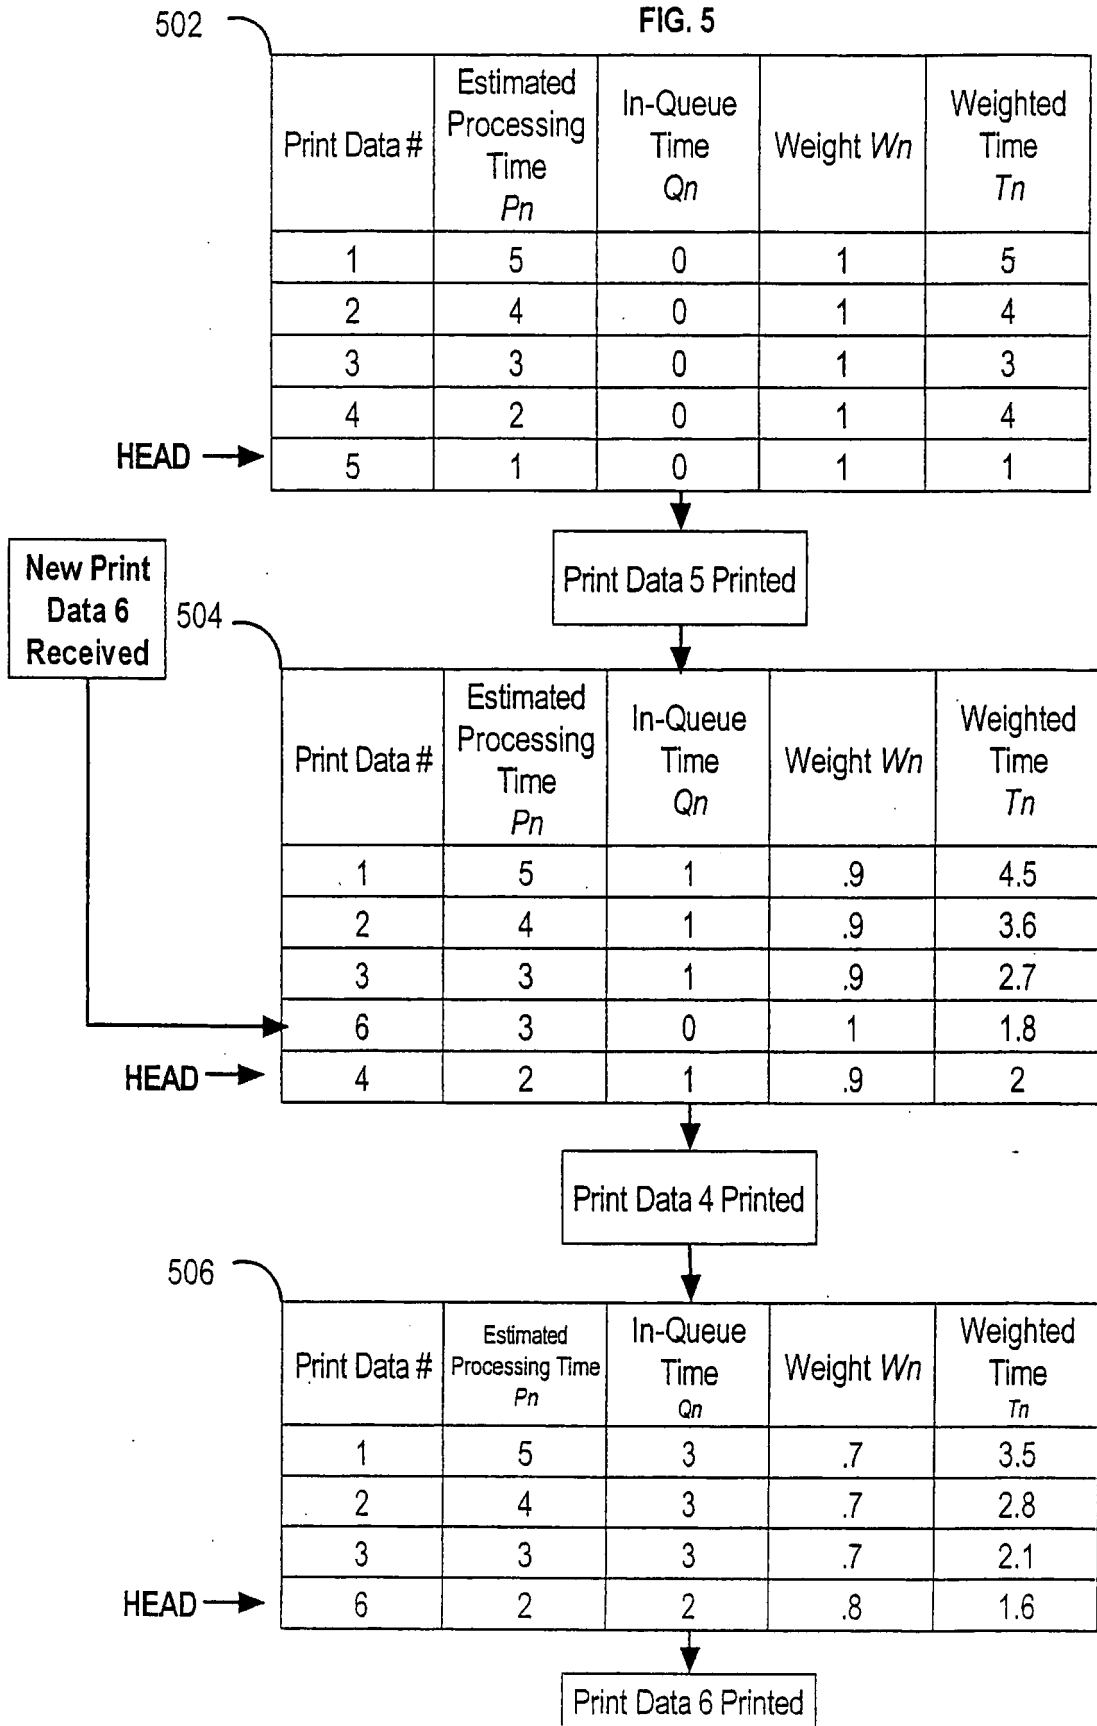 FIG. 5
502
Print Data # Estimated Processing Time Pn In-Queue Time Qn Weight Wn Weighted Time Tn
1 5 0 1 5
2 4 0 1 4
3 3 0 1 3
4 2 0 1 4
HEAD 5 1 0 1 1
Print Data 5 Printed
New Print
Data 6
Received
504
Print Data # Estimated Processing Time Pn In-Queue Time Qn Weight Wn Weighted Time Tn
1 5 1 .9 4.5
2 4 1 .9 3.6
3 3 1 .9 2.7
6 3 0 1 1.8
HEAD 4 2 1 .9 2
Print Data 4 Printed
506
Print Data # Estimated Processing Time Pn In-Queue Time Qn Weight Wn Weighted Time Tn
1 5 3 .7 3.5
2 4 3 .7 2.8
3 3 3 .7 2.1
HEAD 6 2 2 .8 1.6
Print Data 6 Printed